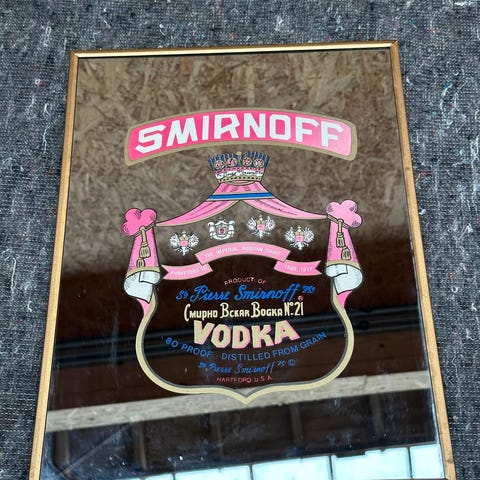 SMIRNOFF
THE IMPERIAL RUSSIAN COURT
PURVEYORS TO 1886-1917
PRODUCT OF
Ste Pierre Smirnoff Fls
Смирно Вскаꓤ Водка №21
VODKA
80 PROOF DISTILLED FROM GRAIN
Ste Pierre Smirnoff Fls ©
HARTFORD U.S.A.